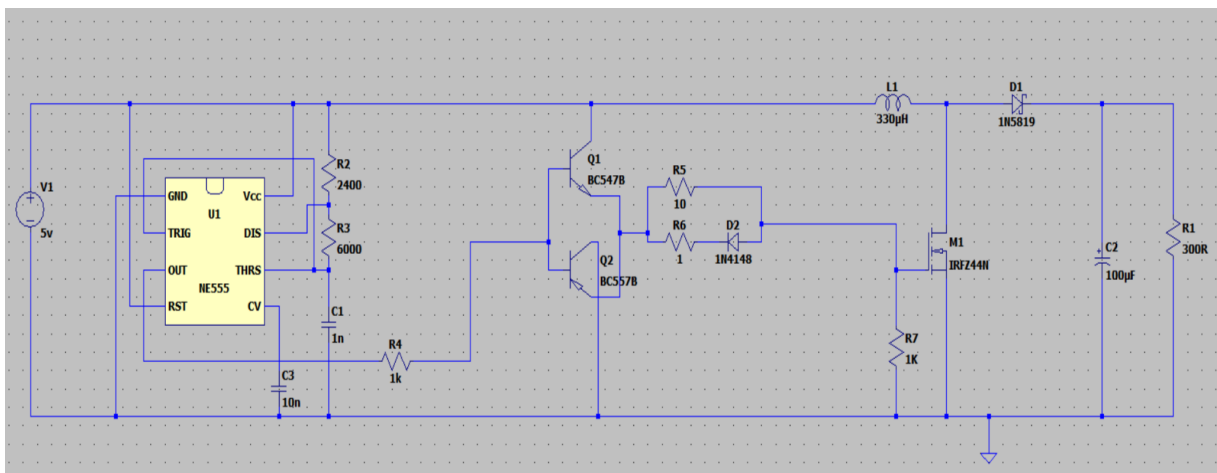 L1
330µH
D1
1N5819
V1
5v
GND
TRIG
OUT
RST
U1
NE555
Vcc
DIS
THRS
CV
R2
2400
R3
6000
C1
1n
C3
10n
R4
1k
Q1
BC547B
Q2
BC557B
R5
10
R6
1
D2
1N4148
M1
IRFZ44N
R7
1K
C2
100µF
R1
300R